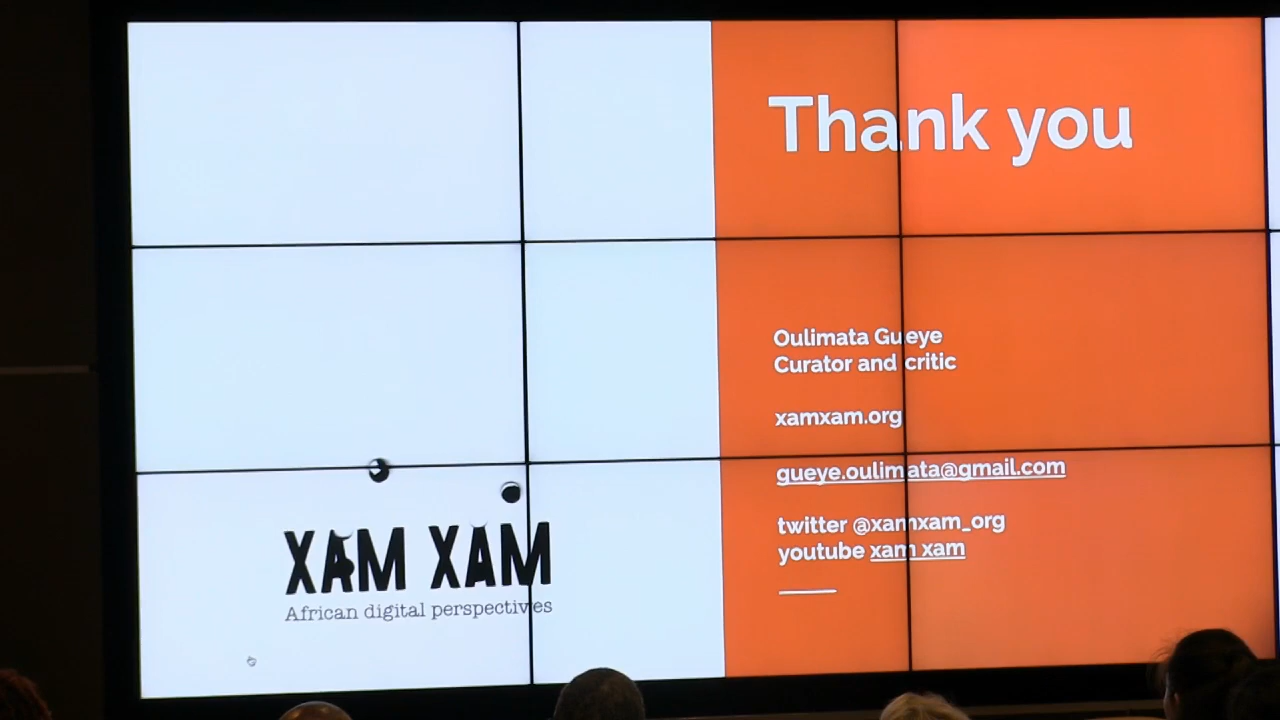 Thank you
Oulimata Gueye
Curator and critic
xamxam.org
gueye.oulimata@gmail.com
twitter @xamxam_org
youtube xam xam
XAM XAM
African digital perspectives